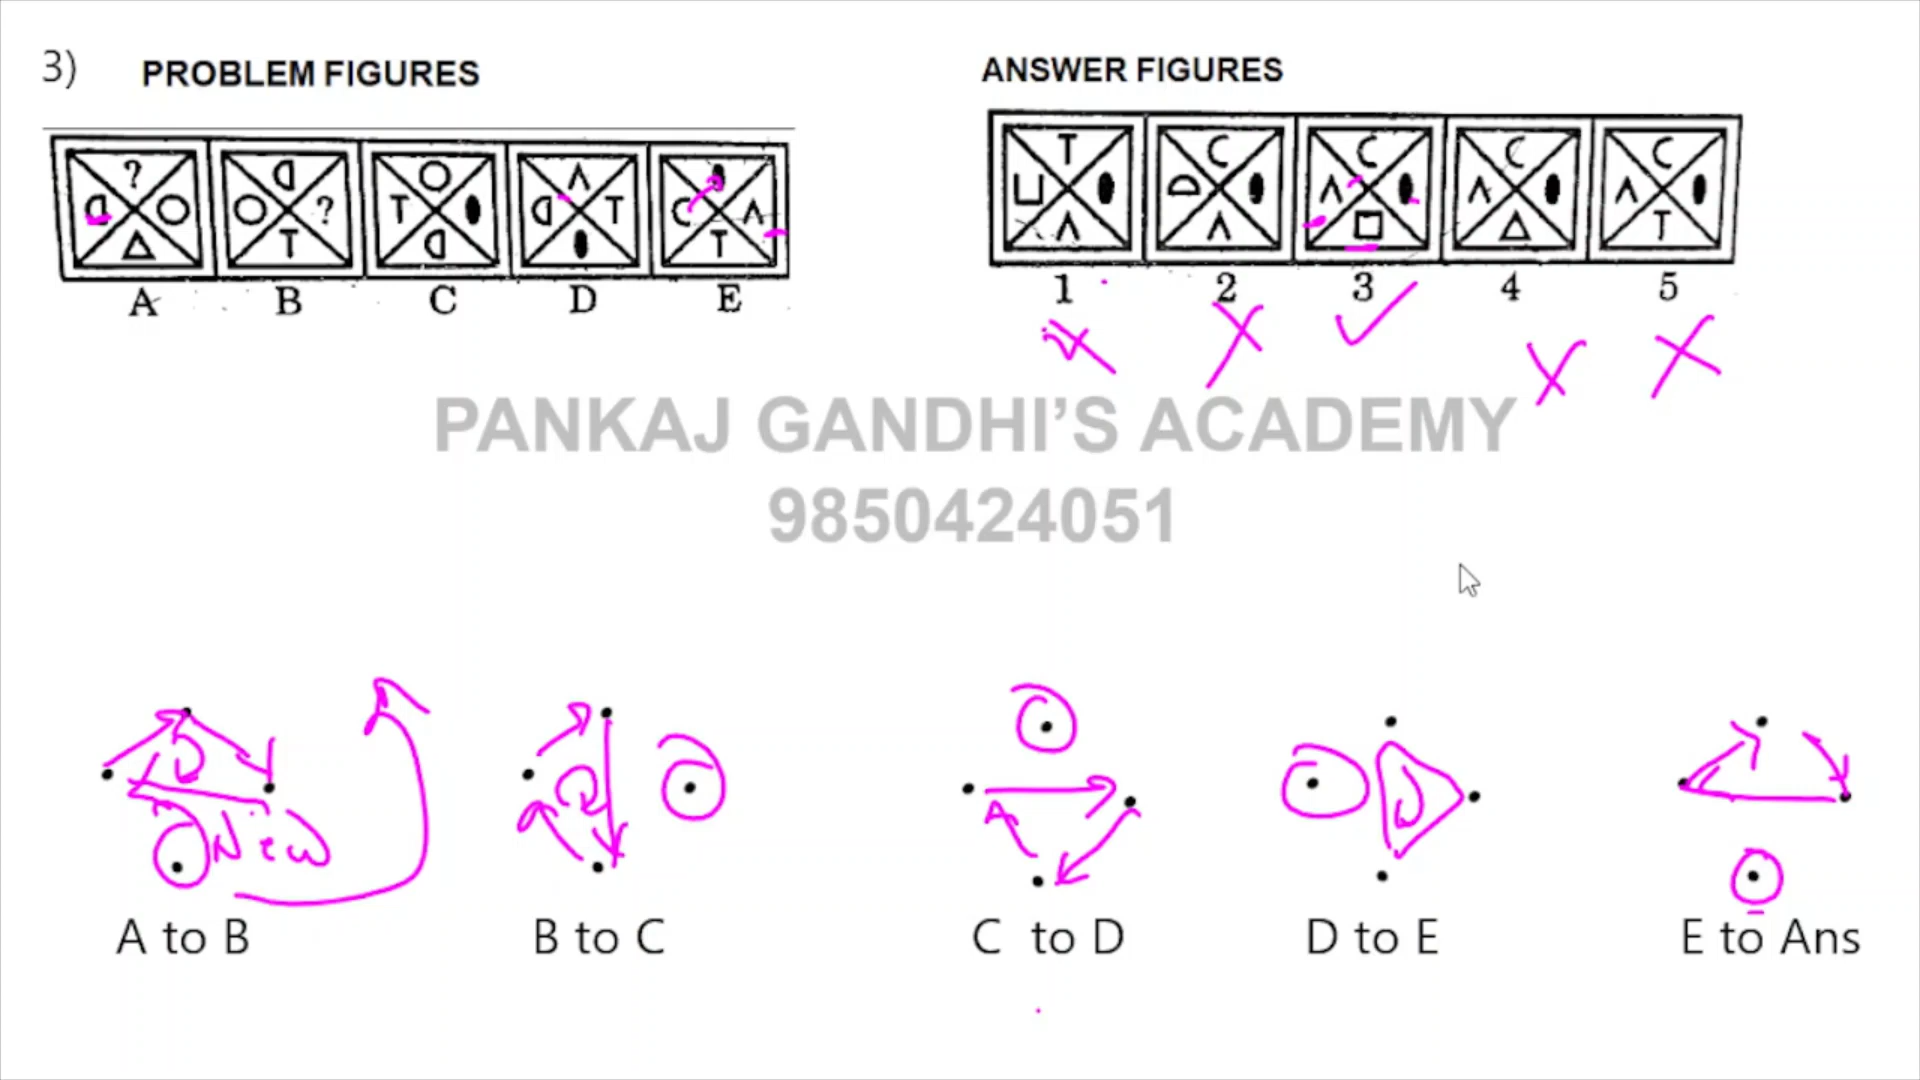 3) PROBLEM FIGURES
ANSWER FIGURES
? D O △
D ? T O
O T D
Λ D T
C Λ T
A B C D E
T ⊔ Λ
C Λ
C Λ □
C Λ △
C Λ T
1 2 3 4 5
PANKAJ GANDHI’S ACADEMY
9850424051
New
A to B
B to C
C to D
D to E
E to Ans